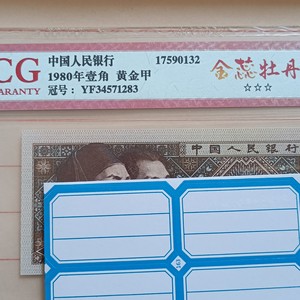 CG
WARRANTY
中国人民银行
17590132
1980年壹角 黄金甲
冠号： YF34571283
金蕊牡丹
☆☆☆
中国人民银行